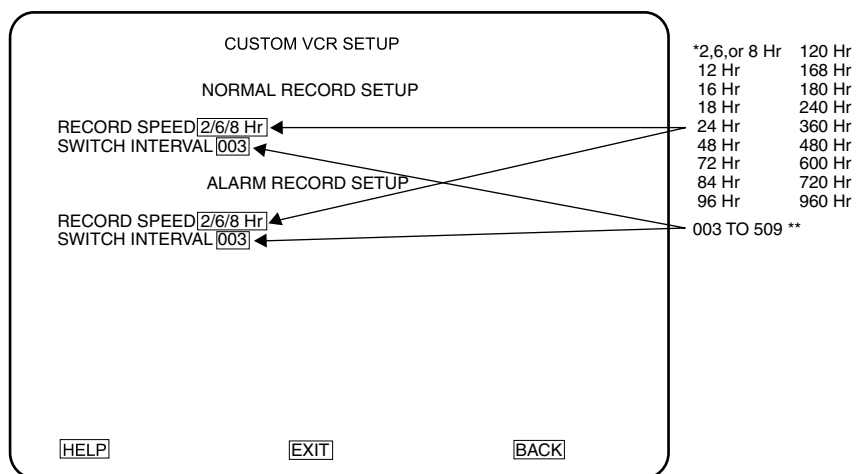 CUSTOM VCR SETUP
NORMAL RECORD SETUP
RECORD SPEED 2/6/8 Hr
SWITCH INTERVAL 003
ALARM RECORD SETUP
RECORD SPEED 2/6/8 Hr
SWITCH INTERVAL 003
HELP EXIT BACK
*2,6,or 8 Hr 120 Hr
12 Hr 168 Hr
16 Hr 180 Hr
18 Hr 240 Hr
24 Hr 360 Hr
48 Hr 480 Hr
72 Hr 600 Hr
84 Hr 720 Hr
96 Hr 960 Hr
003 TO 509 **